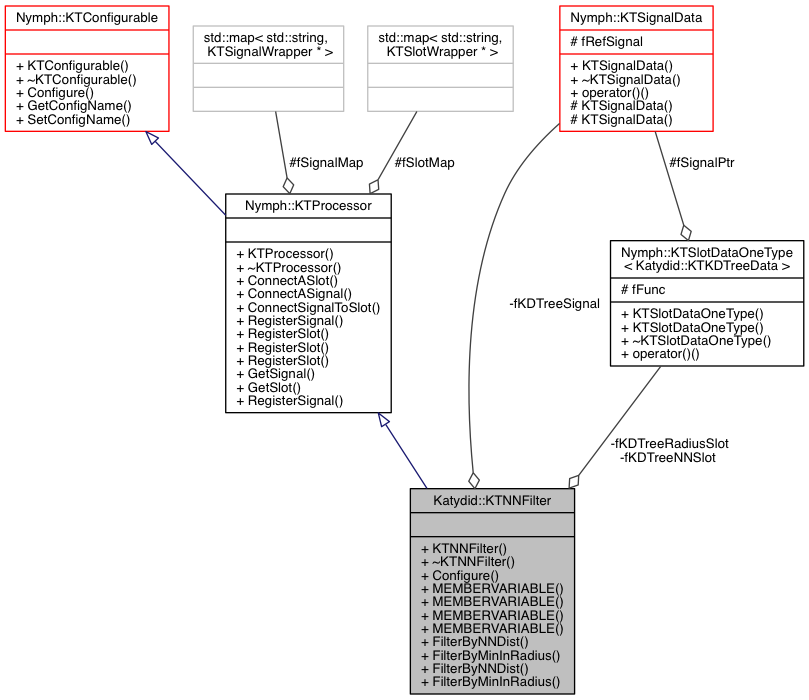 Nymph::KTConfigurable
+ KTConfigurable()
+ ~KTConfigurable()
+ Configure()
+ GetConfigName()
+ SetConfigName()
std::map< std::string,
KTSignalWrapper * >
std::map< std::string,
KTSlotWrapper * >
Nymph::KTSignalData
# fRefSignal
+ KTSignalData()
+ ~KTSignalData()
+ operator()()
# KTSignalData()
# KTSignalData()
#fSignalMap
#fSlotMap
#fSignalPtr
Nymph::KTProcessor
+ KTProcessor()
+ ~KTProcessor()
+ ConnectASlot()
+ ConnectASignal()
+ ConnectSignalToSlot()
+ RegisterSignal()
+ RegisterSlot()
+ RegisterSlot()
+ RegisterSlot()
+ GetSignal()
+ GetSlot()
+ RegisterSignal()
Nymph::KTSlotDataOneType
< Katydid::KTKDTreeData >
# fFunc
+ KTSlotDataOneType()
+ KTSlotDataOneType()
+ ~KTSlotDataOneType()
+ operator()()
-fKDTreeSignal
-fKDTreeRadiusSlot
-fKDTreeNNSlot
Katydid::KTNNFilter
+ KTNNFilter()
+ ~KTNNFilter()
+ Configure()
+ MEMBERVARIABLE()
+ MEMBERVARIABLE()
+ MEMBERVARIABLE()
+ MEMBERVARIABLE()
+ FilterByNNDist()
+ FilterByMinInRadius()
+ FilterByNNDist()
+ FilterByMinInRadius()